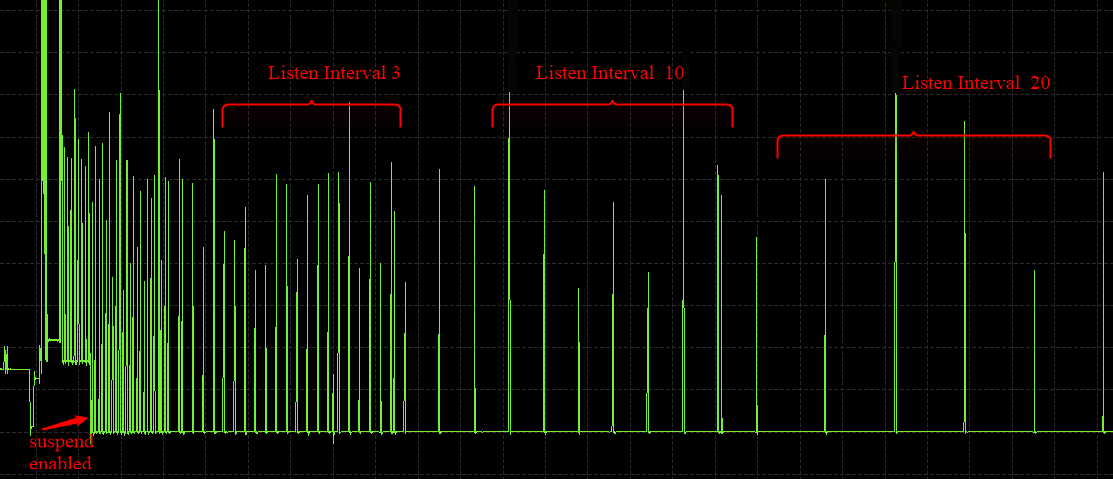 Listen Interval 3
Listen Interval  10
Listen Interval  20
suspend
enabled